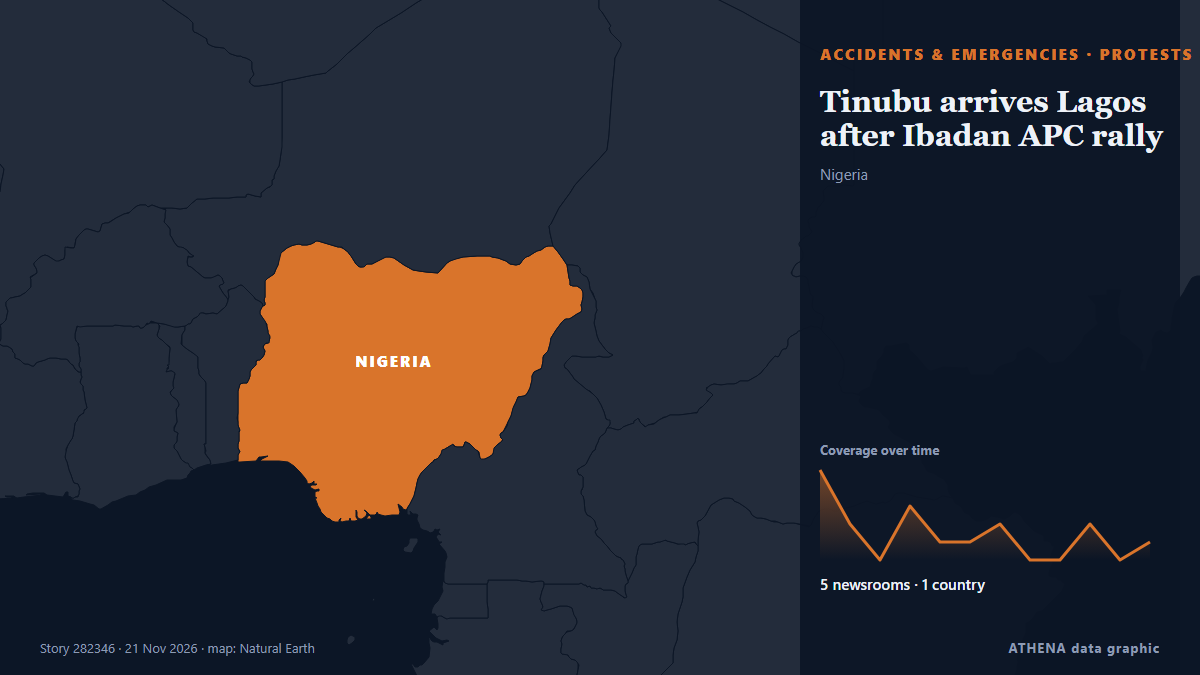 ACCIDENTS & EMERGENCIES · PROTESTS
Tinubu arrives Lagos
after Ibadan APC rally
Nigeria
NIGERIA
Coverage over time
5 newsrooms · 1 country
Story 282346 · 21 Nov 2026 · map: Natural Earth
ATHENA data graphic